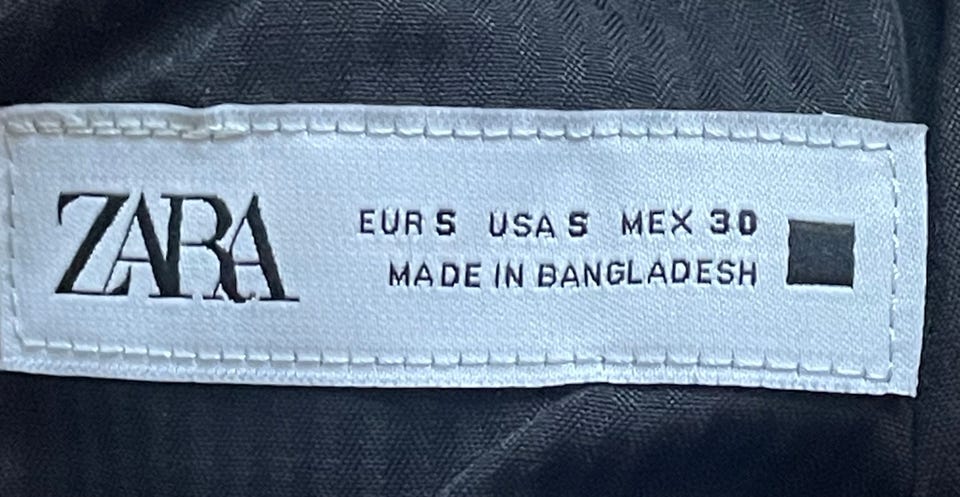 ZARA
EUR S USA S MEX 30
MADE IN BANGLADESH